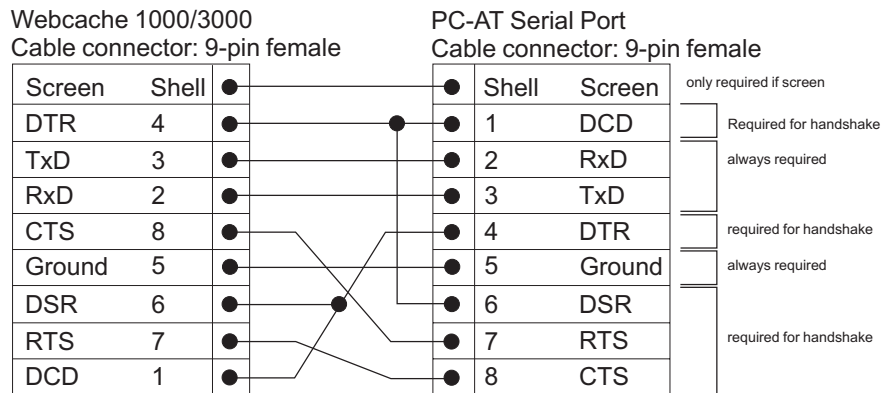 Webcache 1000/3000 PC-AT Serial Port
Cable connector: 9-pin female Cable connector: 9-pin female
Screen Shell Shell Screen only required if screen
DTR 4 1 DCD Required for handshake
TxD 3 2 RxD always required
RxD 2 3 TxD
CTS 8 4 DTR required for handshake
Ground 5 5 Ground always required
DSR 6 6 DSR
RTS 7 7 RTS required for handshake
DCD 1 8 CTS